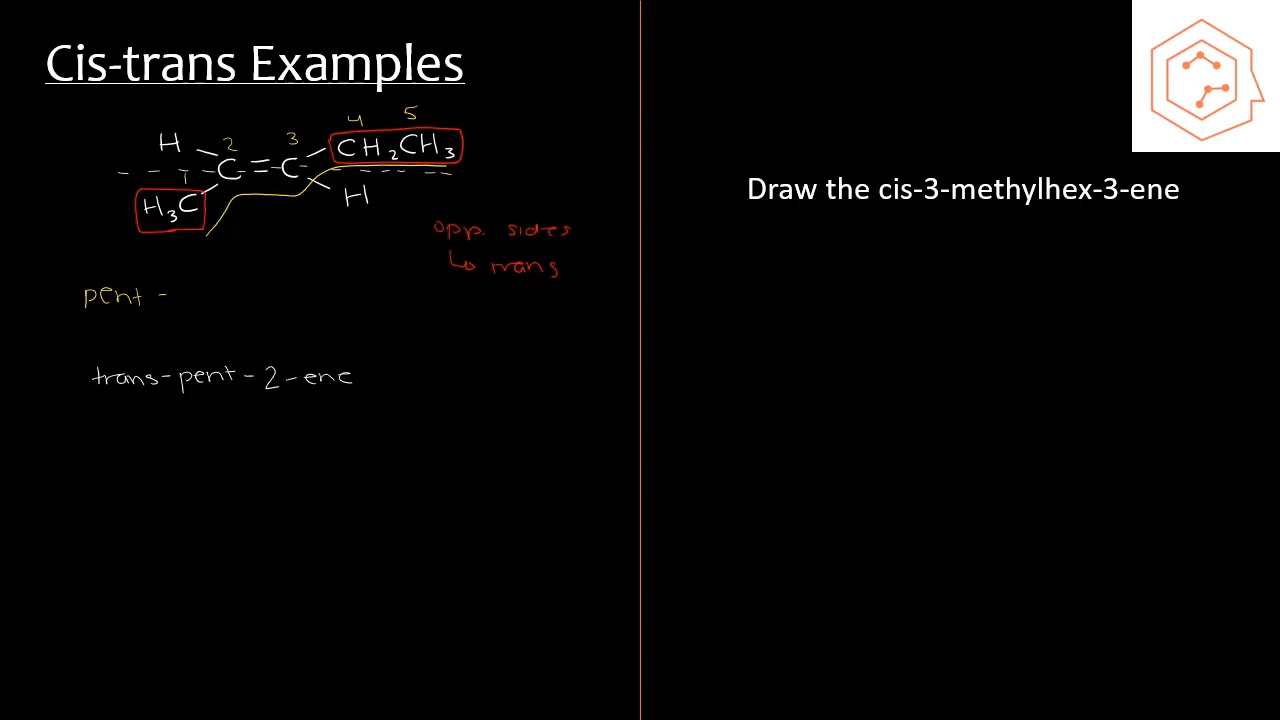 Cis-trans Examples
4 5
H 2 3 CH2CH3
C=C
1
H3C H
opp. sides
↳ trans
pent -
trans-pent-2-ene
Draw the cis-3-methylhex-3-ene